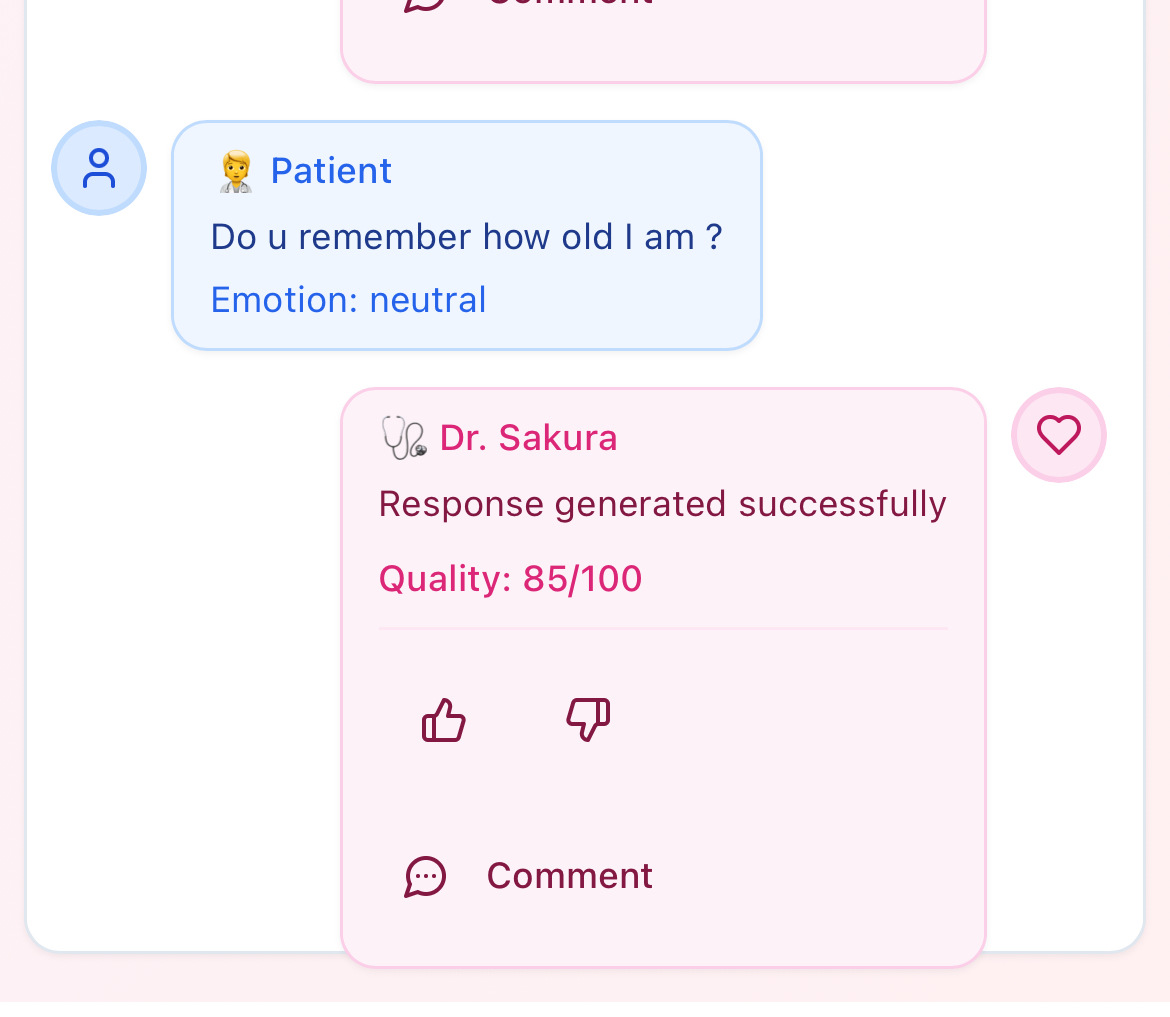 Comment
Patient
Do u remember how old I am ?
Emotion: neutral
Dr. Sakura
Response generated successfully
Quality: 85/100
Comment